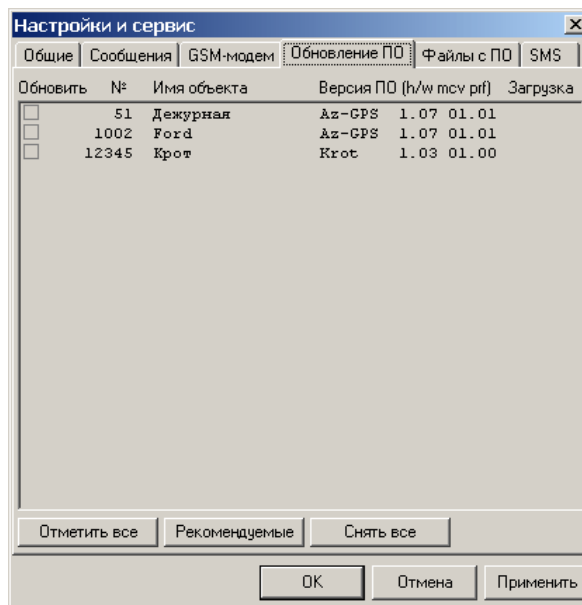 Настройки и сервис
Общие Сообщения GSM-модем Обновление ПО Файлы с ПО SMS
Обновить № Имя объекта Версия ПО (h/w mcv prf) Загрузка
51 Дежурная Az-GPS 1.07 01.01
1002 Ford Az-GPS 1.07 01.01
12345 Крот Krot 1.03 01.00
Отметить все Рекомендуемые Снять все
OK Отмена Применить